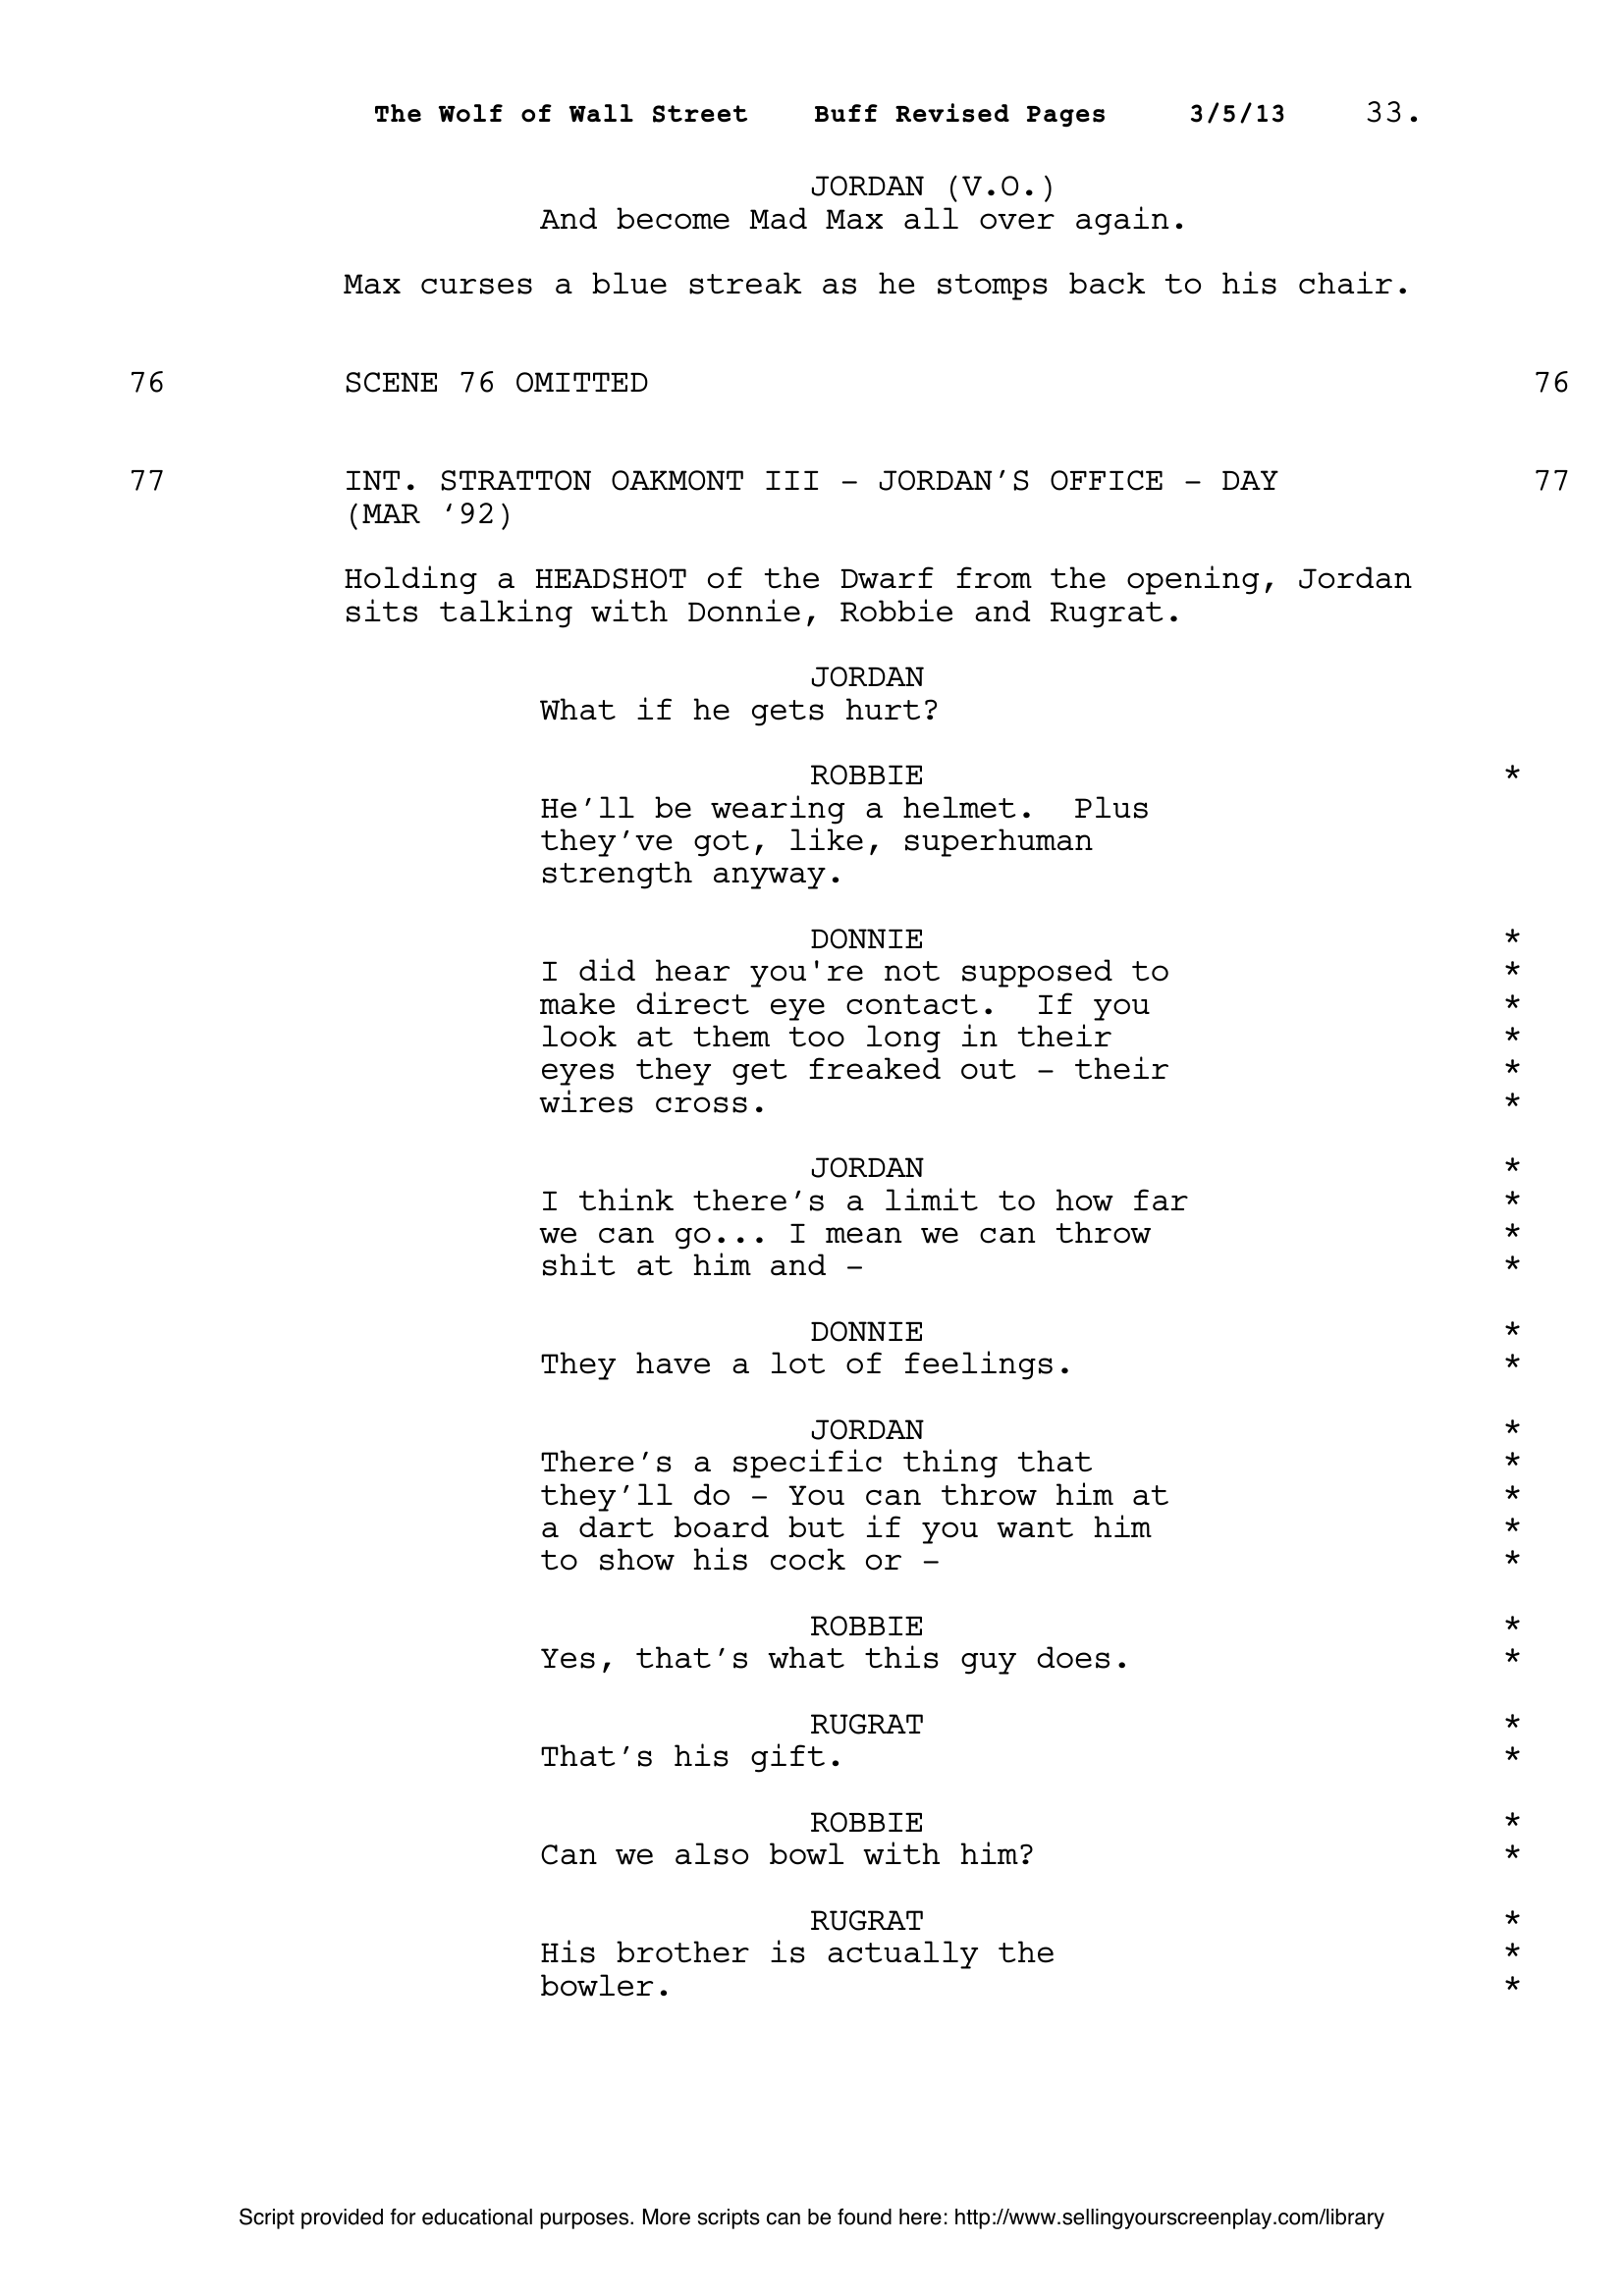 The Wolf of Wall Street Buff Revised Pages 3/5/13 33.
JORDAN (V.O.)
And become Mad Max all over again.
Max curses a blue streak as he stomps back to his chair.
76 SCENE 76 OMITTED 76
77 INT. STRATTON OAKMONT III – JORDAN’S OFFICE – DAY 77
(MAR ‘92)
Holding a HEADSHOT of the Dwarf from the opening, Jordan
sits talking with Donnie, Robbie and Rugrat.
JORDAN
What if he gets hurt?
ROBBIE *
He’ll be wearing a helmet.  Plus
they’ve got, like, superhuman
strength anyway.
DONNIE *
I did hear you're not supposed to *
make direct eye contact.  If you *
look at them too long in their *
eyes they get freaked out – their *
wires cross. *
JORDAN *
I think there’s a limit to how far *
we can go... I mean we can throw *
shit at him and – *
DONNIE *
They have a lot of feelings. *
JORDAN *
There’s a specific thing that *
they’ll do – You can throw him at *
a dart board but if you want him *
to show his cock or – *
ROBBIE *
Yes, that’s what this guy does. *
RUGRAT *
That’s his gift. *
ROBBIE *
Can we also bowl with him? *
RUGRAT *
His brother is actually the *
bowler. *
Script provided for educational purposes. More scripts can be found here: http://www.sellingyourscreenplay.com/library